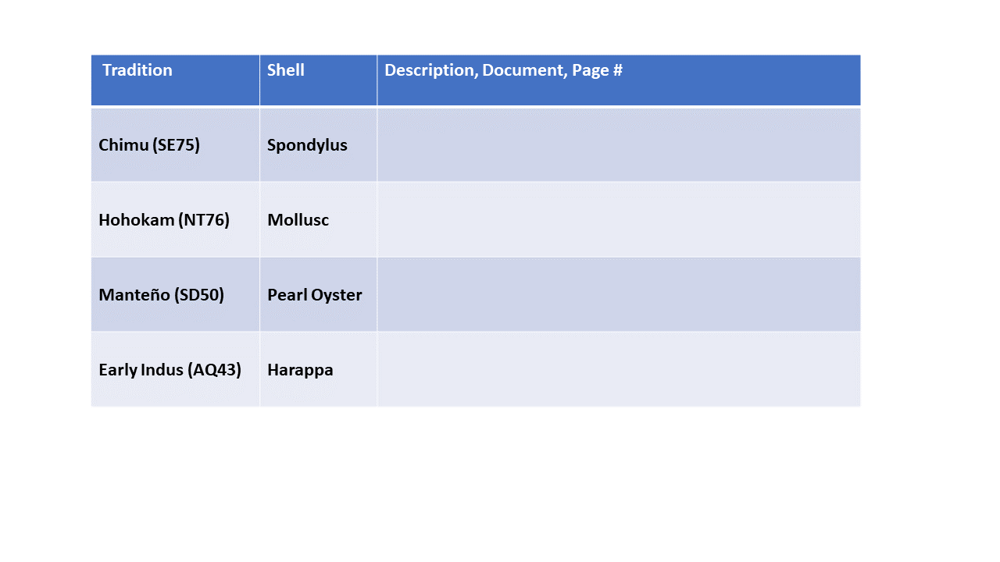 Tradition Shell Description, Document, Page #
Chimu (SE75) Spondylus
Hohokam (NT76) Mollusc
Manteño (SD50) Pearl Oyster
Early Indus (AQ43) Harappa